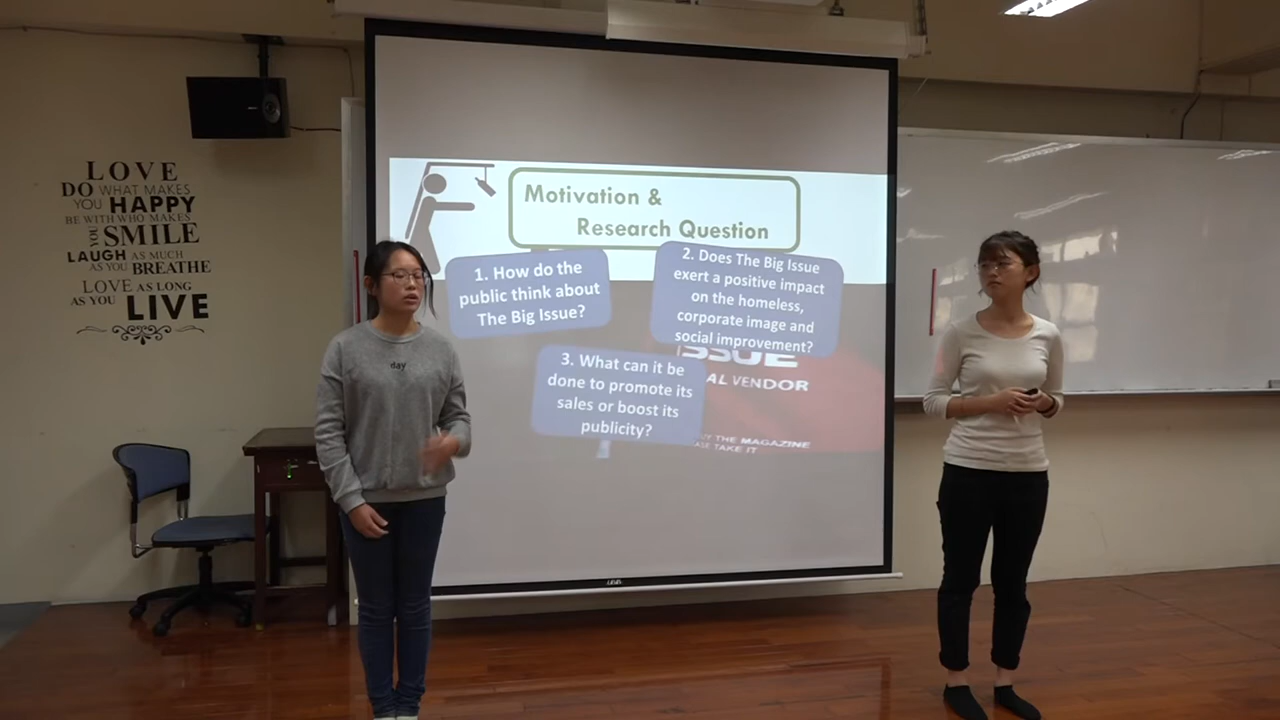 LOVE
DO WHAT MAKES
YOU HAPPY
BE WITH WHO MAKES
YOU SMILE
LAUGH AS MUCH
AS YOU BREATHE
LOVE AS LONG
AS YOU LIVE
Motivation &
Research Question
1. How do the
public think about
The Big Issue?
2. Does The Big Issue
exert a positive impact
on the homeless,
corporate image and
social improvement?
3. What can it be
done to promote its
sales or boost its
publicity?
ISSUE
AL VENDOR
THE MAGAZINE
TAKE IT
day